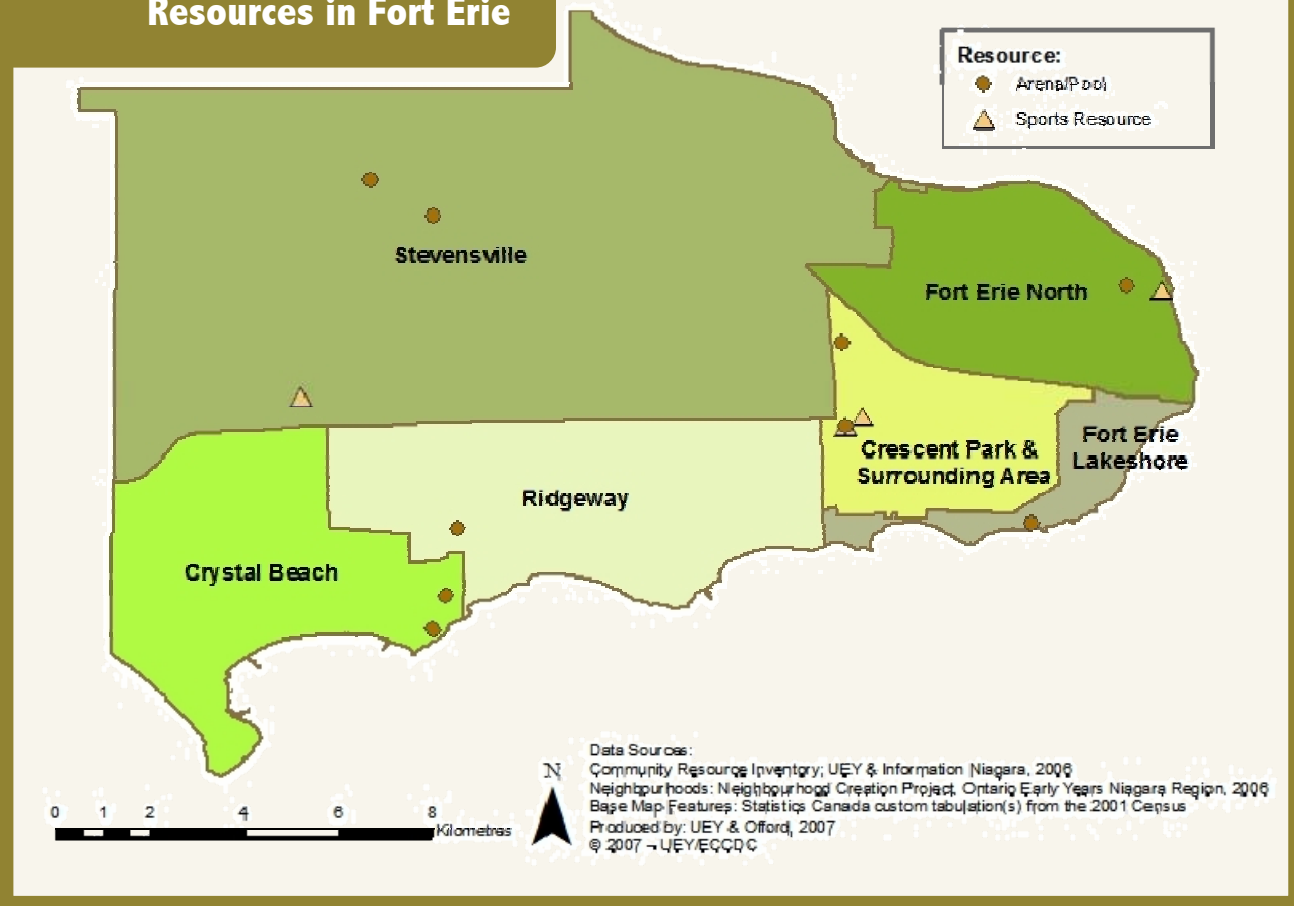 Resources in Fort Erie
Resource:
Arena/Pool
Sports Resource
Stevensville
Fort Erie North
Fort Erie
Lakeshore
Crescent Park &
Surrounding Area
Ridgeway
Crystal Beach
Data Sources:
Community Resource Inventory; UEY & Information Niagara, 2006
Neighbourhoods: Neighbourhood Creation Project, Ontario Early Years Niagara Region, 2006
Base Map Features: Statistics Canada custom tabulation(s) from the 2001 Census
Produced by: UEY & Offord, 2007
© 2007 – UEY/ECCDC
N
0 1 2 4 6 8
Kilometres